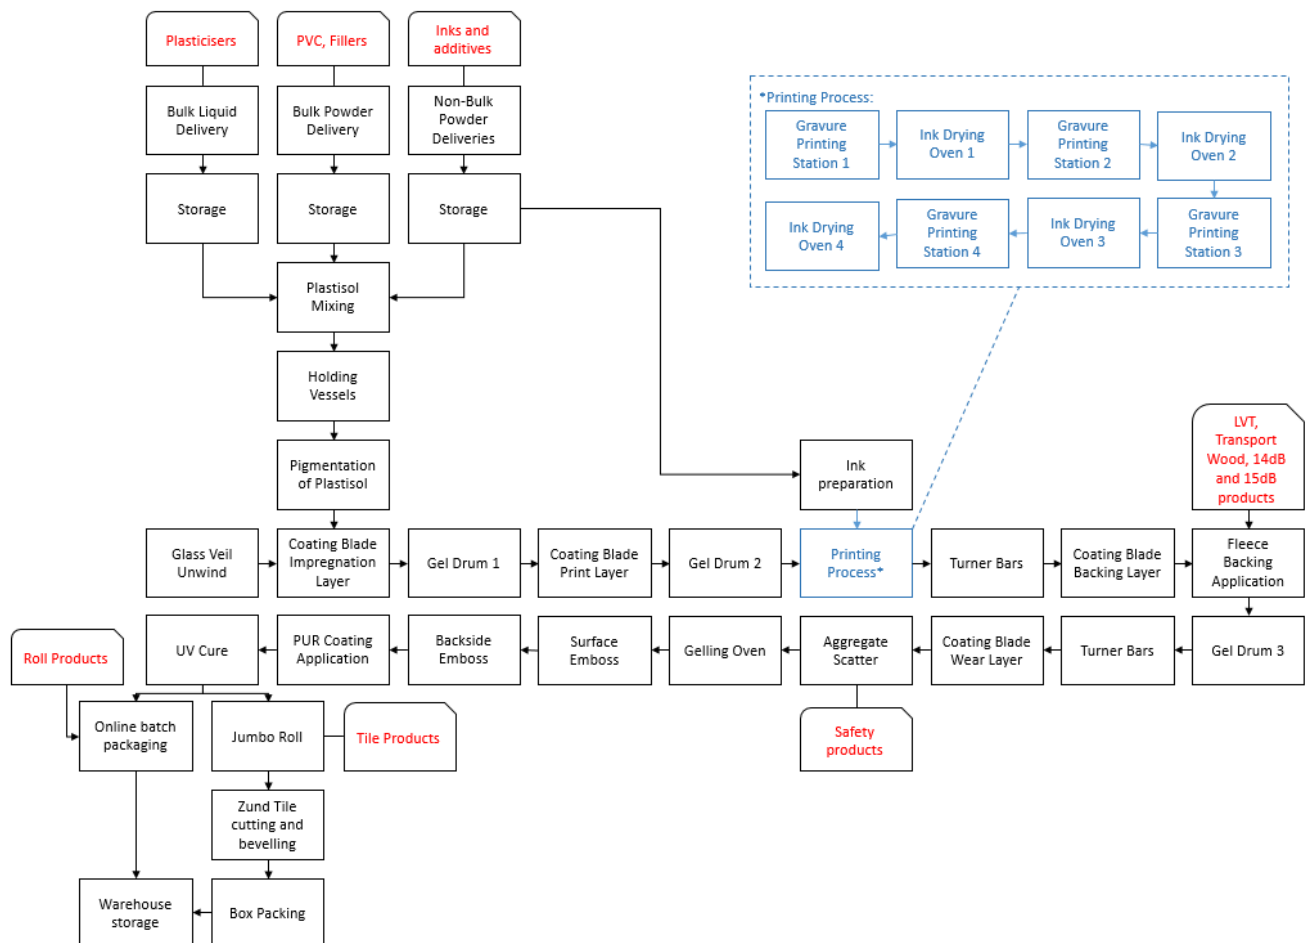 Plasticisers
PVC, Fillers
Inks and
additives
Bulk Liquid
Delivery
Bulk Powder
Delivery
Non-Bulk
Powder
Deliveries
*Printing Process:
Gravure
Printing
Station 1
Ink Drying
Oven 1
Gravure
Printing
Station 2
Ink Drying
Oven 2
Storage
Storage
Storage
Ink Drying
Oven 4
Gravure
Printing
Station 4
Ink Drying
Oven 3
Gravure
Printing
Station 3
Plastisol
Mixing
Holding
Vessels
Pigmentation
of Plastisol
Ink
preparation
LVT,
Transport
Wood, 14dB
and 15dB
products
Glass Veil
Unwind
Coating Blade
Impregnation
Layer
Gel Drum 1
Coating Blade
Print Layer
Gel Drum 2
Printing
Process*
Turner Bars
Coating Blade
Backing Layer
Fleece
Backing
Application
Roll Products
UV Cure
PUR Coating
Application
Backside
Emboss
Surface
Emboss
Gelling Oven
Aggregate
Scatter
Coating Blade
Wear Layer
Turner Bars
Gel Drum 3
Online batch
packaging
Jumbo Roll
Tile Products
Safety
products
Zund Tile
cutting and
bevelling
Warehouse
storage
Box Packing